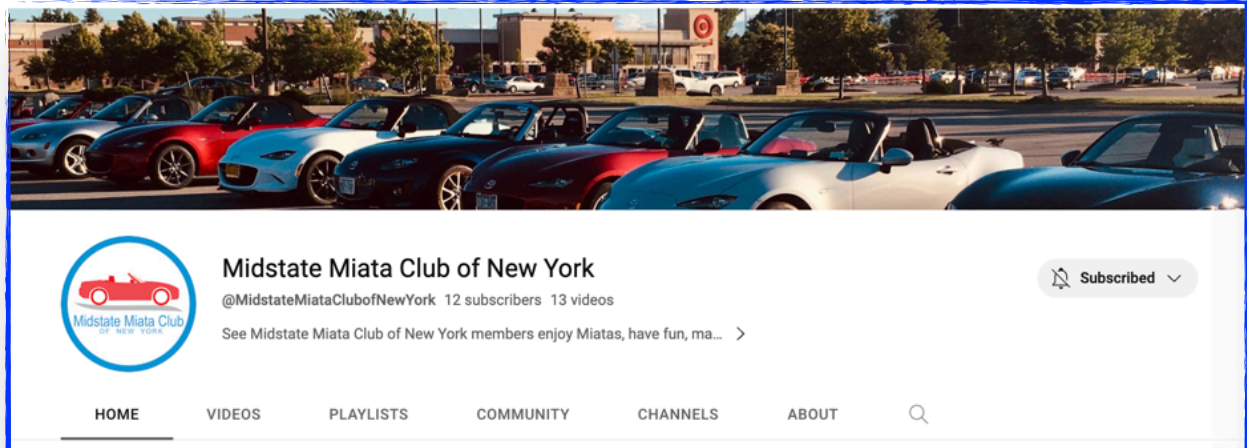 Midstate Miata Club
OF NEW YORK
Midstate Miata Club of New York
@MidstateMiataClubofNewYork 12 subscribers 13 videos
See Midstate Miata Club of New York members enjoy Miatas, have fun, ma...
Subscribed
HOME VIDEOS PLAYLISTS COMMUNITY CHANNELS ABOUT